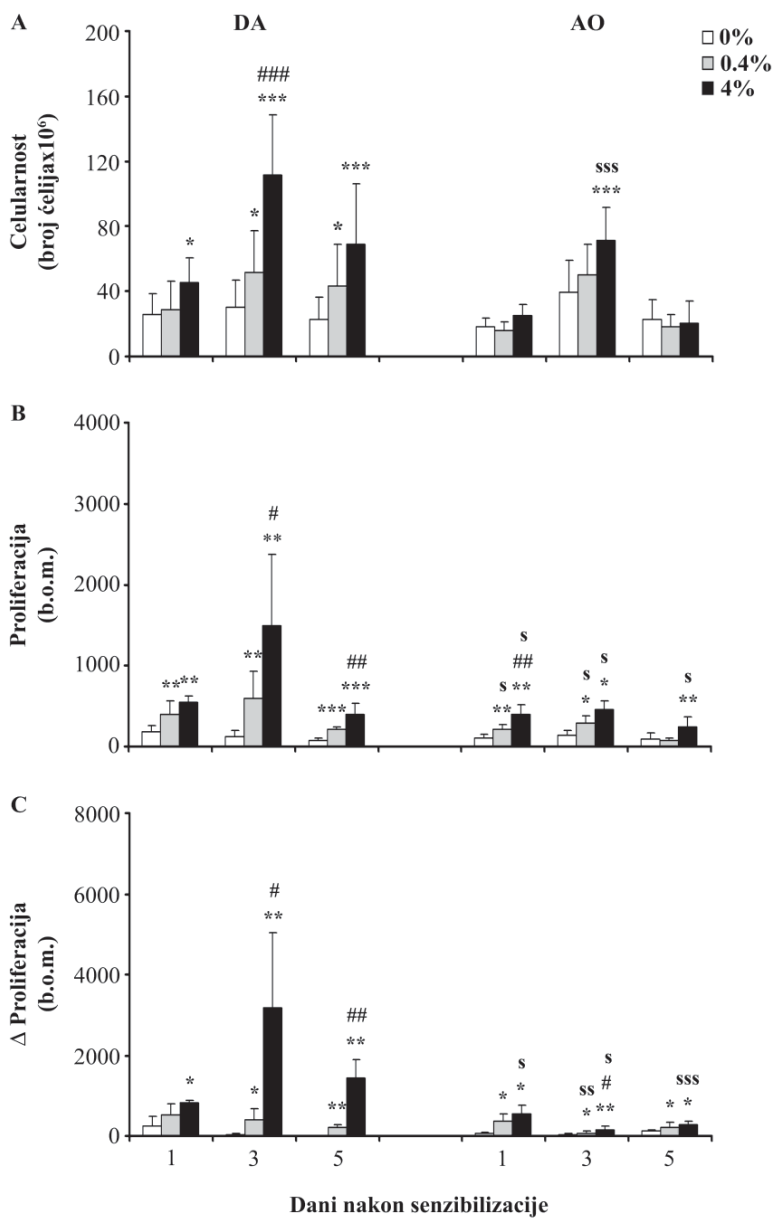 A
DA
AO
0%
0.4%
4%
Celularnost
(broj ćelijax10⁶)
200
160
120
80
40
0
*
*
###
***
*
***
sss
***
B
Proliferacija
(b.o.m.)
4000
3000
2000
1000
0
**
**
**
#
**
***
##
***
s
**
s
##
**
s
*
s
*
s
**
C
Δ Proliferacija
(b.o.m.)
8000
6000
4000
2000
0
*
*
#
**
**
##
**
*
s
*
ss
*
s
#
**
*
sss
*
1
3
5
1
3
5
Dani nakon senzibilizacije